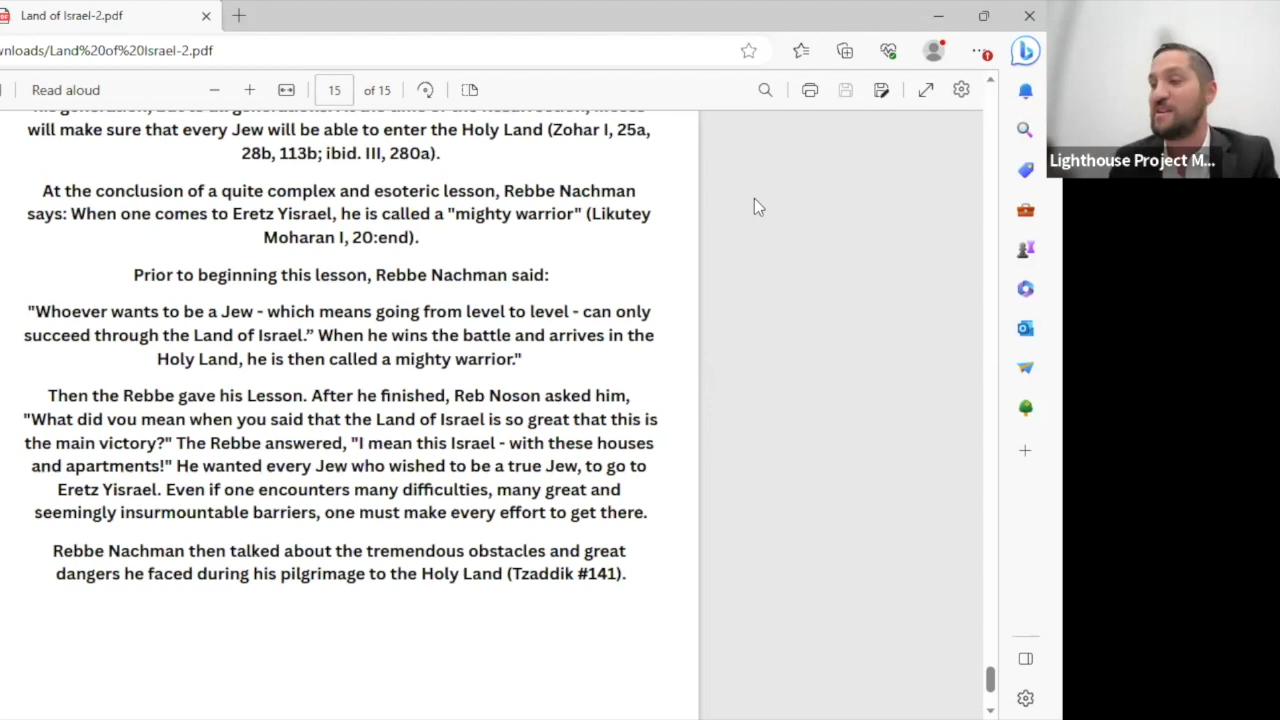 Land of Israel-2.pdf
wnloads/Land%20of%20Israel-2.pdf
Read aloud
15 of 15
will make sure that every Jew will be able to enter the Holy Land (Zohar I, 25a,
28b, 113b; ibid. III, 280a).
At the conclusion of a quite complex and esoteric lesson, Rebbe Nachman
says: When one comes to Eretz Yisrael, he is called a "mighty warrior" (Likutey
Moharan I, 20:end).
Prior to beginning this lesson, Rebbe Nachman said:
"Whoever wants to be a Jew - which means going from level to level - can only
succeed through the Land of Israel.” When he wins the battle and arrives in the
Holy Land, he is then called a mighty warrior."
Then the Rebbe gave his Lesson. After he finished, Reb Noson asked him,
"What did vou mean when you said that the Land of Israel is so great that this is
the main victory?" The Rebbe answered, "I mean this Israel - with these houses
and apartments!" He wanted every Jew who wished to be a true Jew, to go to
Eretz Yisrael. Even if one encounters many difficulties, many great and
seemingly insurmountable barriers, one must make every effort to get there.
Rebbe Nachman then talked about the tremendous obstacles and great
dangers he faced during his pilgrimage to the Holy Land (Tzaddik #141).
Lighthouse Project M...